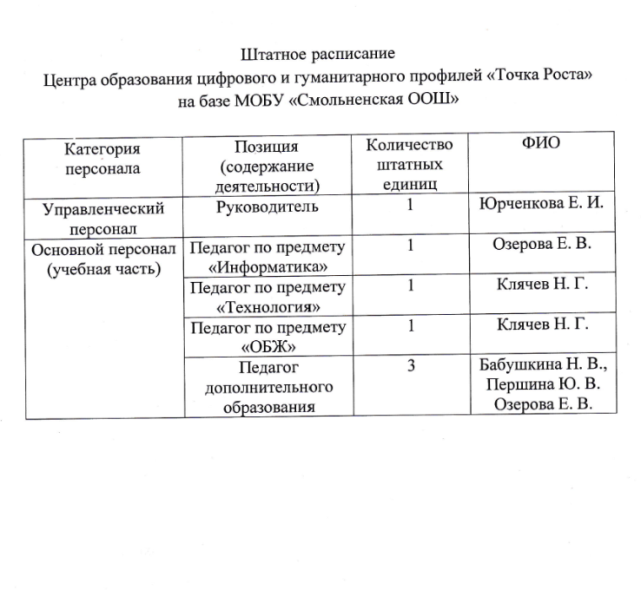 Штатное расписание
Центра образования цифрового и гуманитарного профилей «Точка Роста»
на базе МОБУ «Смольненская ООШ»
Категория персонала
Позиция (содержание деятельности)
Количество штатных единиц
ФИО
Управленческий персонал
Руководитель
1
Юрченкова Е. И.
Основной персонал (учебная часть)
Педагог по предмету «Информатика»
1
Озерова Е. В.
Педагог по предмету «Технология»
1
Клячев Н. Г.
Педагог по предмету «ОБЖ»
1
Клячев Н. Г.
Педагог дополнительного образования
3
Бабушкина Н. В.,
Першина Ю. В.
Озерова Е. В.